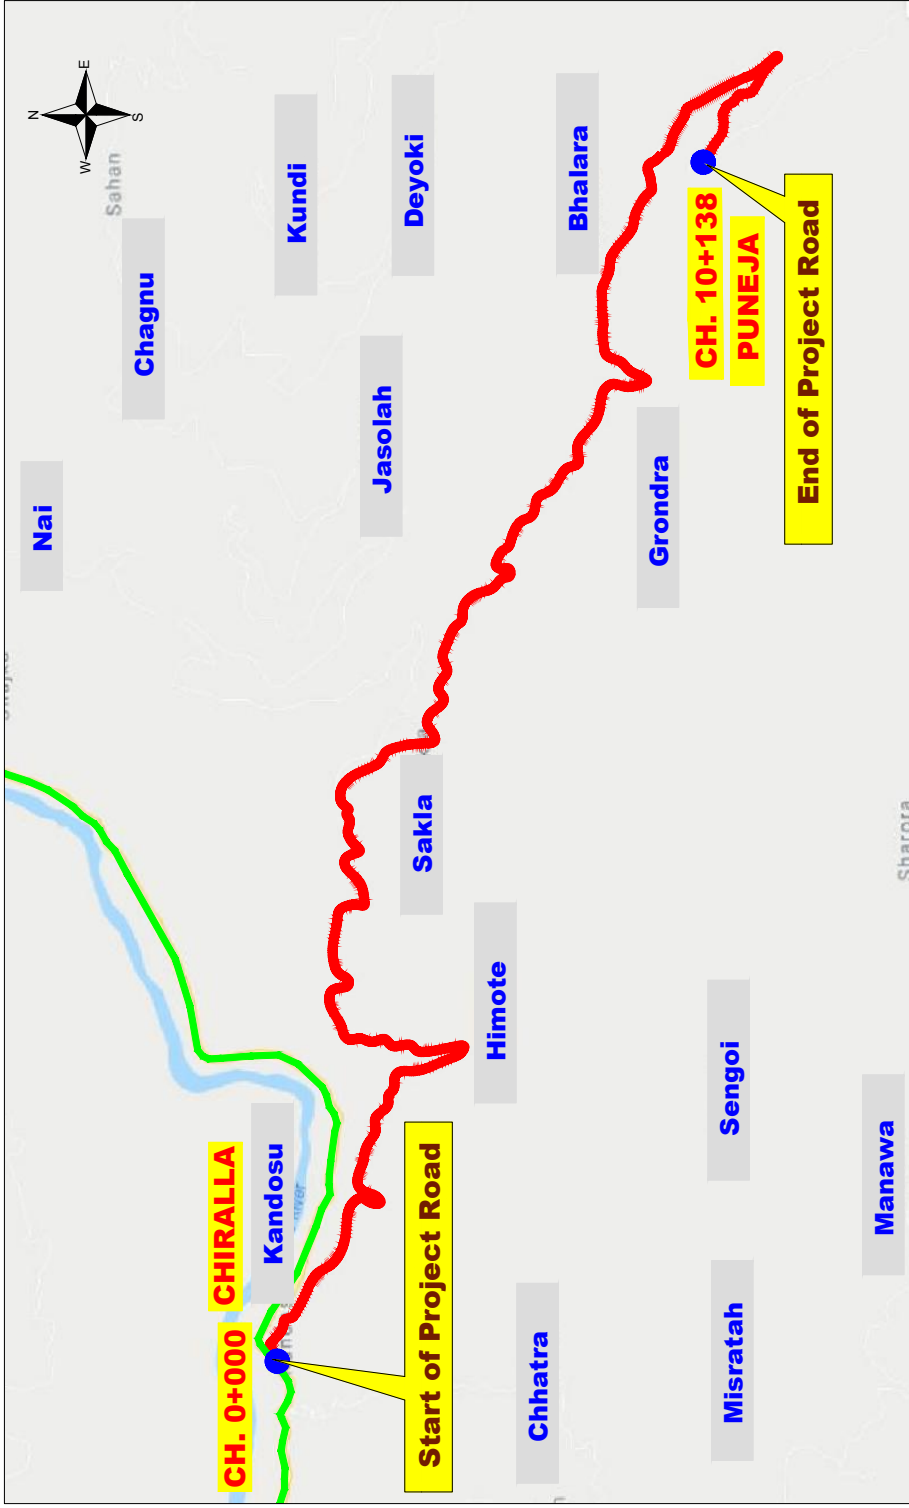 N
E
W
S
Sahan
Nai
Chagnu
Kundi
Deyoki
Jasolah
Bhalara
CH. 10+138
PUNEJA
End of Project Road
Grondra
Sakla
Himote
CHIRALLA
Kandosu
CH. 0+000
Start of Project Road
Chhatra
Sengoi
Misratah
Manawa
Sharora